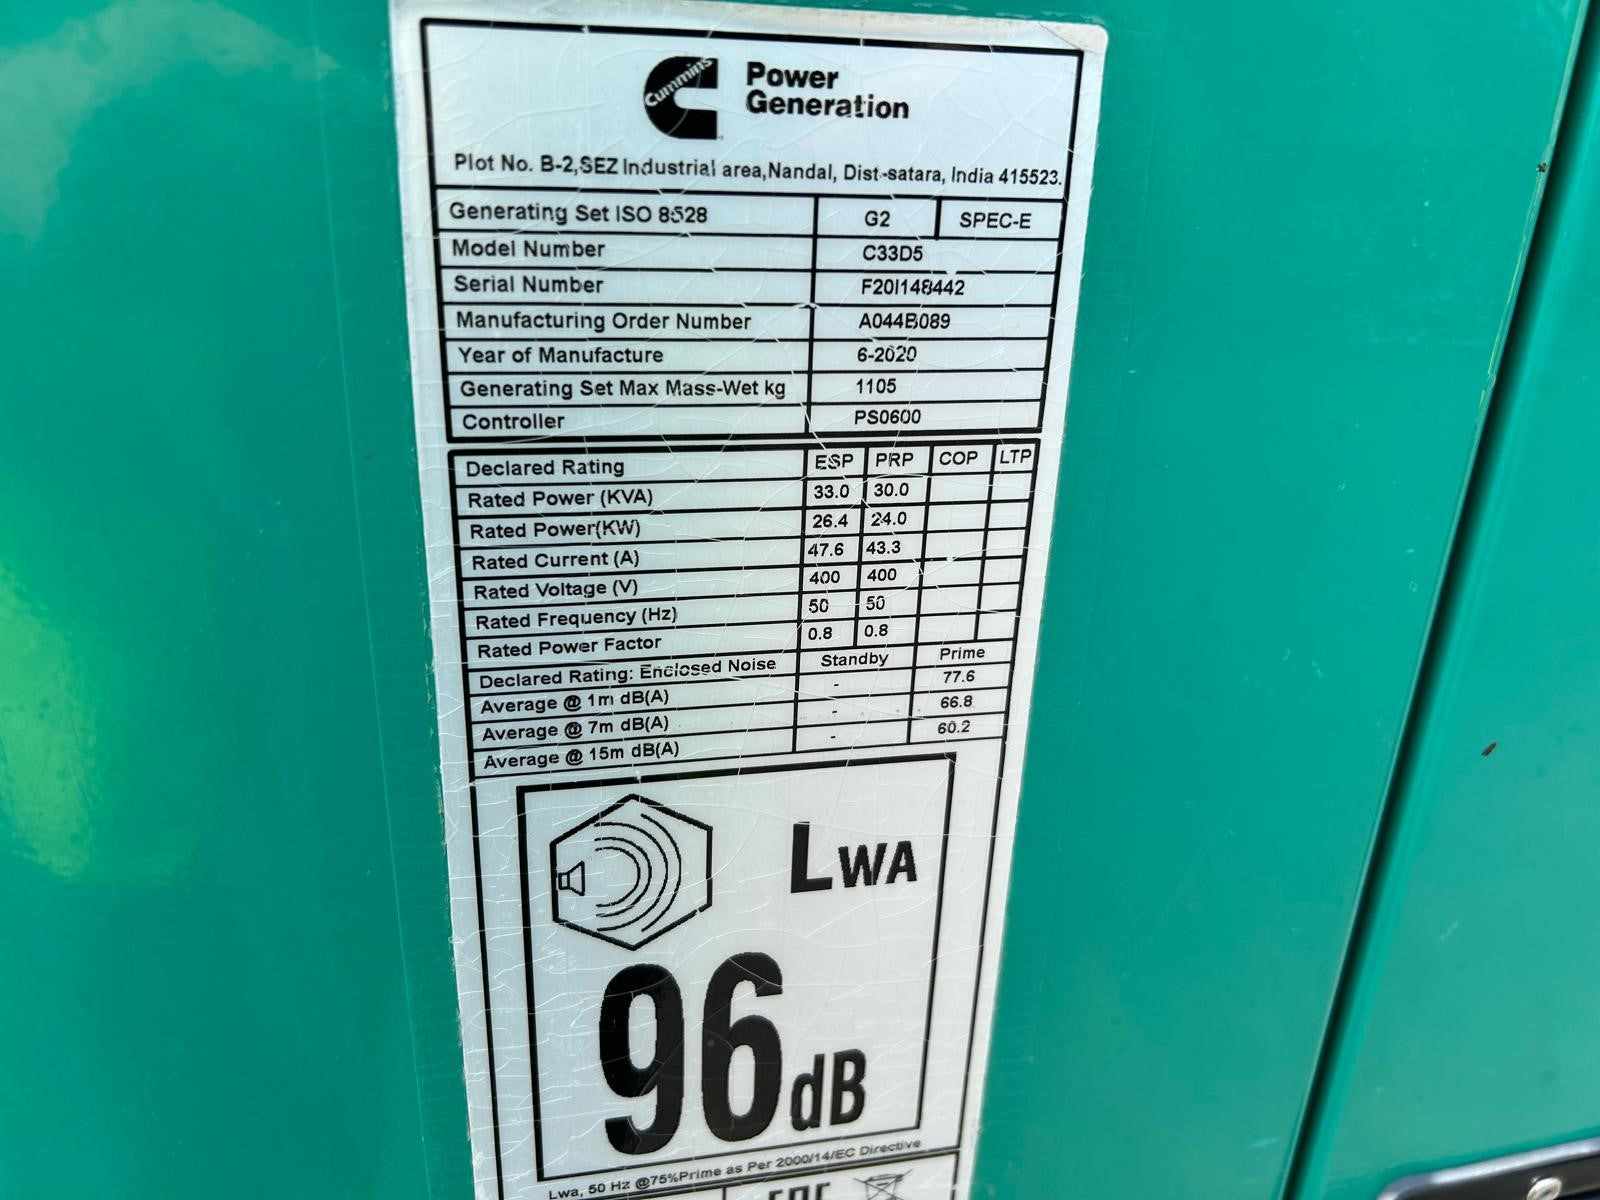 Cummins
Power
Generation
Plot No. B-2,SEZ Industrial area,Nandal, Dist-satara, India 415523.
Generating Set ISO 8528 G2 SPEC-E
Model Number C33D5
Serial Number F20I148442
Manufacturing Order Number A044B089
Year of Manufacture 6-2020
Generating Set Max Mass-Wet kg 1105
Controller PS0600
Declared Rating ESP PRP COP LTP
Rated Power (KVA) 33.0 30.0
Rated Power(KW) 26.4 24.0
Rated Current (A) 47.6 43.3
Rated Voltage (V) 400 400
Rated Frequency (Hz) 50 50
Rated Power Factor 0.8 0.8
Declared Rating: Enclosed Noise Standby Prime
Average @ 1m dB(A) - 77.6
Average @ 7m dB(A) - 66.8
Average @ 15m dB(A) - 60.2
LWA
96 dB
Lwa, 50 Hz @75%Prime as Per 2000/14/EC Directive